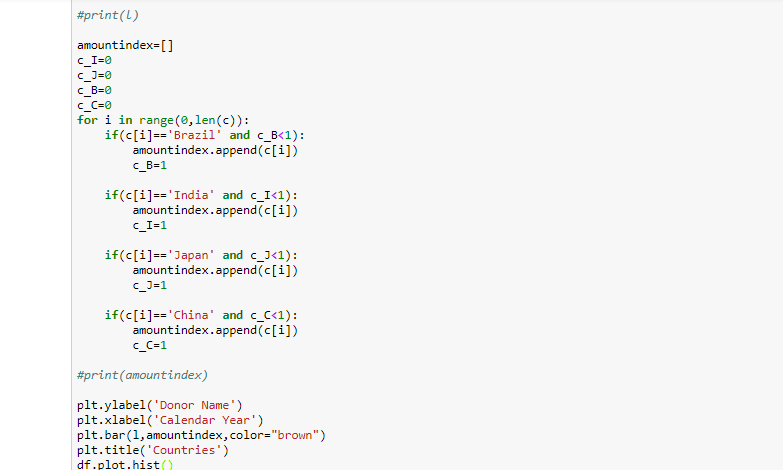 #print(l)
amountindex=[]
c_I=0
c_J=0
c_B=0
c_C=0
for i in range(0,len(c)):
    if(c[i]=='Brazil' and c_B<1):
        amountindex.append(c[i])
        c_B=1
    if(c[i]=='India' and c_I<1):
        amountindex.append(c[i])
        c_I=1
    if(c[i]=='Japan' and c_J<1):
        amountindex.append(c[i])
        c_J=1
    if(c[i]=='China' and c_C<1):
        amountindex.append(c[i])
        c_C=1
#print(amountindex)
plt.ylabel('Donor Name')
plt.xlabel('Calendar Year')
plt.bar(l,amountindex,color="brown")
plt.title('Countries')
df.plot.hist()